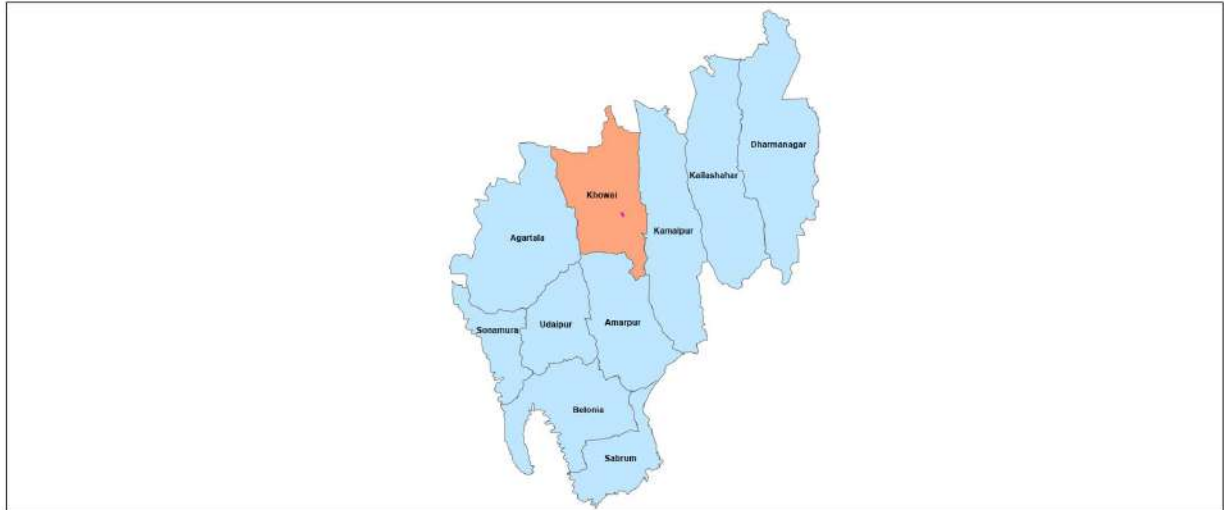 Dharmanagar
Kailashahar
Khowai
Kamalpur
Agartala
Sonamura
Udaipur
Amarpur
Belonia
Sabrum